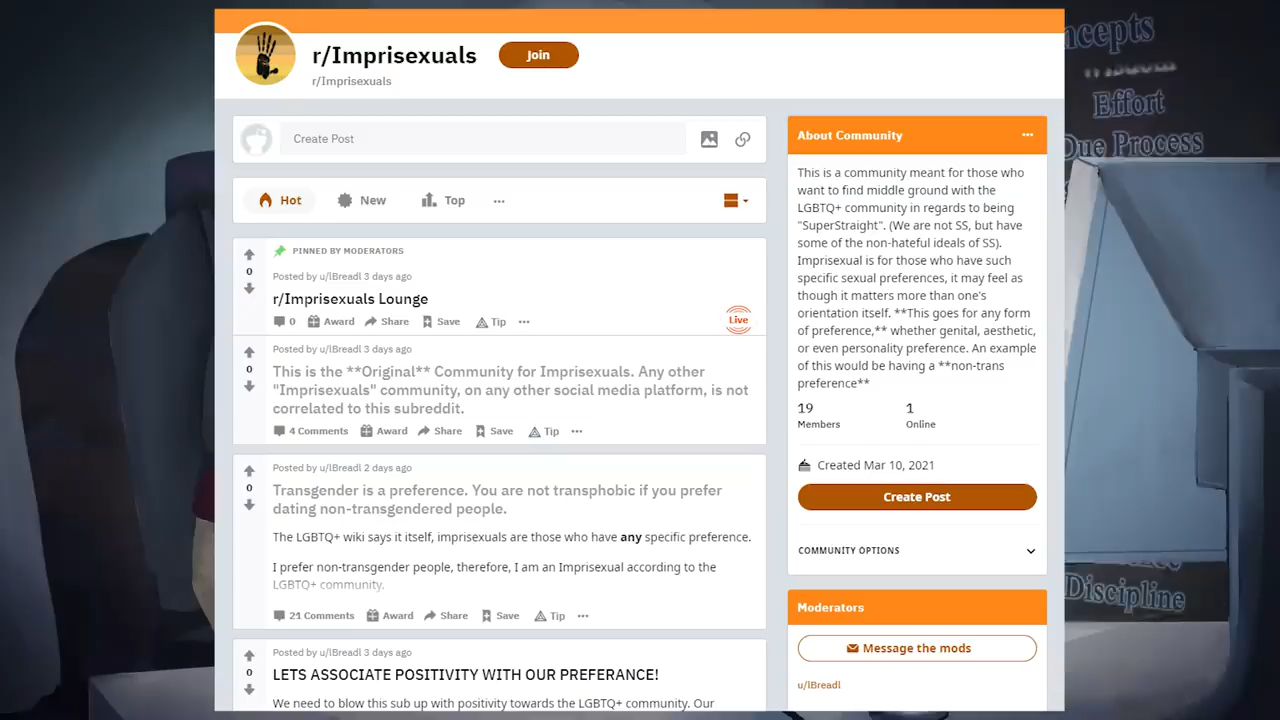 r/Imprisexuals
Join
r/Imprisexuals
Create Post
Hot
New
Top
PINNED BY MODERATORS
0
Posted by u/lBreadl 3 days ago
r/Imprisexuals Lounge
0
Award
Share
Save
Tip
Live
Posted by u/lBreadl 3 days ago
0
This is the **Original** Community for Imprisexuals. Any other
"Imprisexuals" community, on any other social media platform, is not
correlated to this subreddit.
4 Comments
Award
Share
Save
Tip
Posted by u/lBreadl 2 days ago
0
Transgender is a preference. You are not transphobic if you prefer
dating non-transgendered people.
The LGBTQ+ wiki says it itself, imprisexuals are those who have any specific preference.
I prefer non-transgender people, therefore, I am an Imprisexual according to the
LGBTQ+ community.
21 Comments
Award
Share
Save
Tip
Posted by u/lBreadl 3 days ago
0
LETS ASSOCIATE POSITIVITY WITH OUR PREFERANCE!
We need to blow this sub up with positivity towards the LGBTQ+ community. Our
About Community
This is a community meant for those who
want to find middle ground with the
LGBTQ+ community in regards to being
"SuperStraight". (We are not SS, but have
some of the non-hateful ideals of SS).
Imprisexual is for those who have such
specific sexual preferences, it may feel as
though it matters more than one's
orientation itself. **This goes for any form
of preference,** whether genital, aesthetic,
or even personality preference. An example
of this would be having a **non-trans
preference**
19
Members
1
Online
Created Mar 10, 2021
Create Post
COMMUNITY OPTIONS
Moderators
Message the mods
u/lBreadl
Effort
Due Process
Discipline